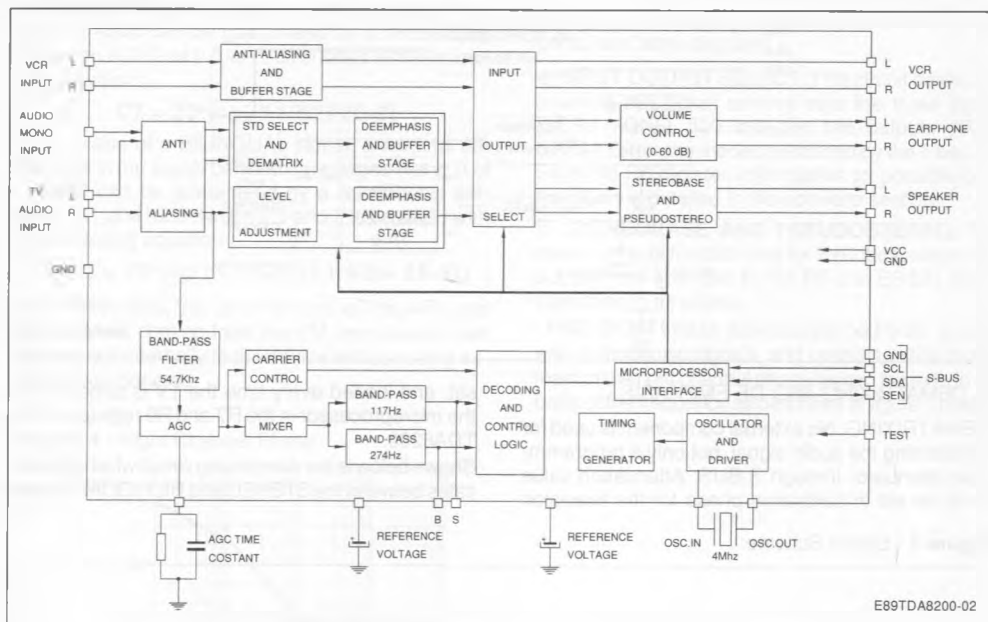 VCR L
INPUT R
AUDIO
MONO
INPUT
TV L
AUDIO R
INPUT
GND
ANTI-ALIASING
AND
BUFFER STAGE
ANTI
ALIASING
STD SELECT
AND
DEMATRIX
DEEMPHASIS
AND BUFFER
STAGE
LEVEL
ADJUSTMENT
DEEMPHASIS
AND BUFFER
STAGE
INPUT
OUTPUT
SELECT
VOLUME
CONTROL
(0-60 dB)
STEREOBASE
AND
PSEUDOSTEREO
L VCR
R OUTPUT
L EARPHONE
R OUTPUT
L SPEAKER
R OUTPUT
VCC
GND
BAND-PASS
FILTER
54.7Khz
AGC
CARRIER
CONTROL
MIXER
BAND-PASS
117Hz
BAND-PASS
274Hz
DECODING
AND
CONTROL
LOGIC
MICROPROCESSOR
INTERFACE
TIMING
GENERATOR
OSCILLATOR
AND
DRIVER
GND
SCL
SDA
SEN
S-BUS
TEST
AGC TIME
COSTANT
REFERENCE
VOLTAGE
B S
REFERENCE
VOLTAGE
OSC.IN OSC.OUT
4Mhz
E89TDA8200-02